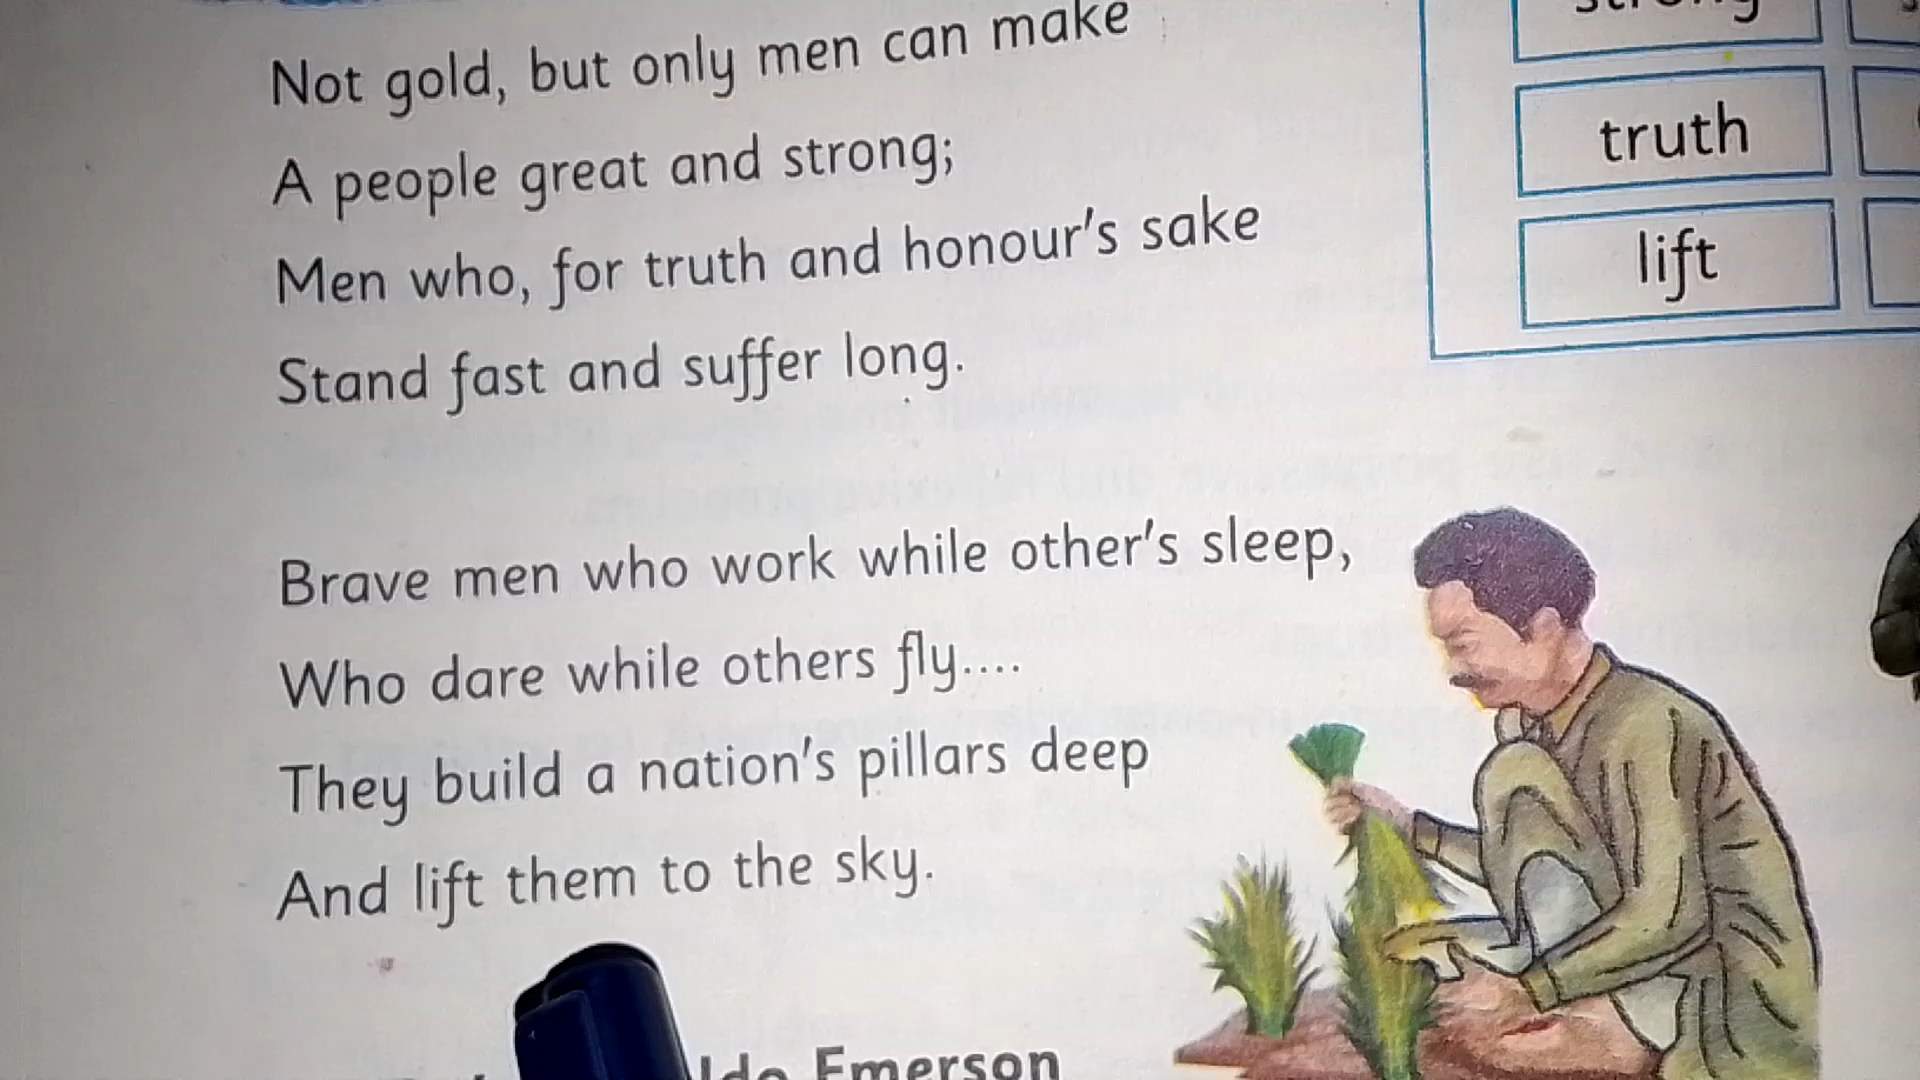 Not gold, but only men can make
A people great and strong;
Men who, for truth and honour's sake
Stand fast and suffer long.
Brave men who work while other's sleep,
Who dare while others fly....
They build a nation's pillars deep
And lift them to the sky.
Emerson
strong
truth
lift